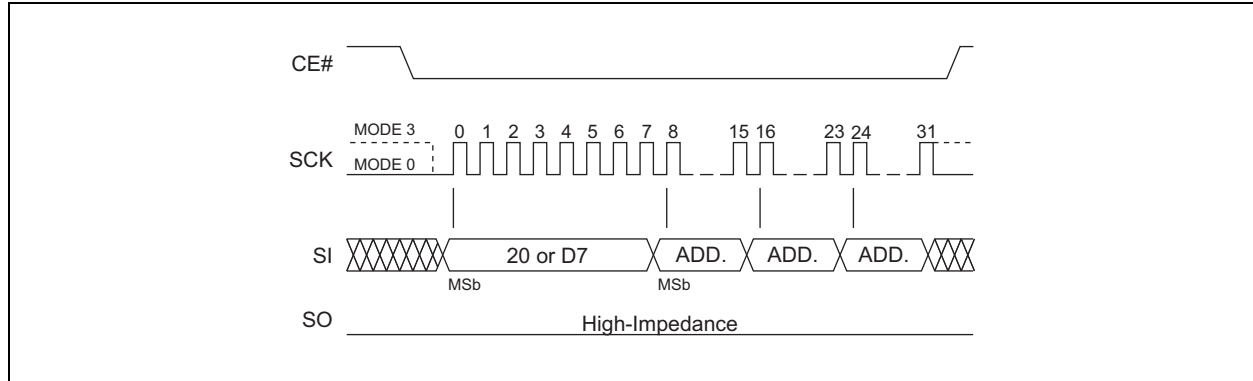 CE#
MODE 3
0 1 2 3 4 5 6 7 8 15 16 23 24 31
SCK
MODE 0
SI
20 or D7
ADD.
ADD.
ADD.
MSb
MSb
SO
High-Impedance